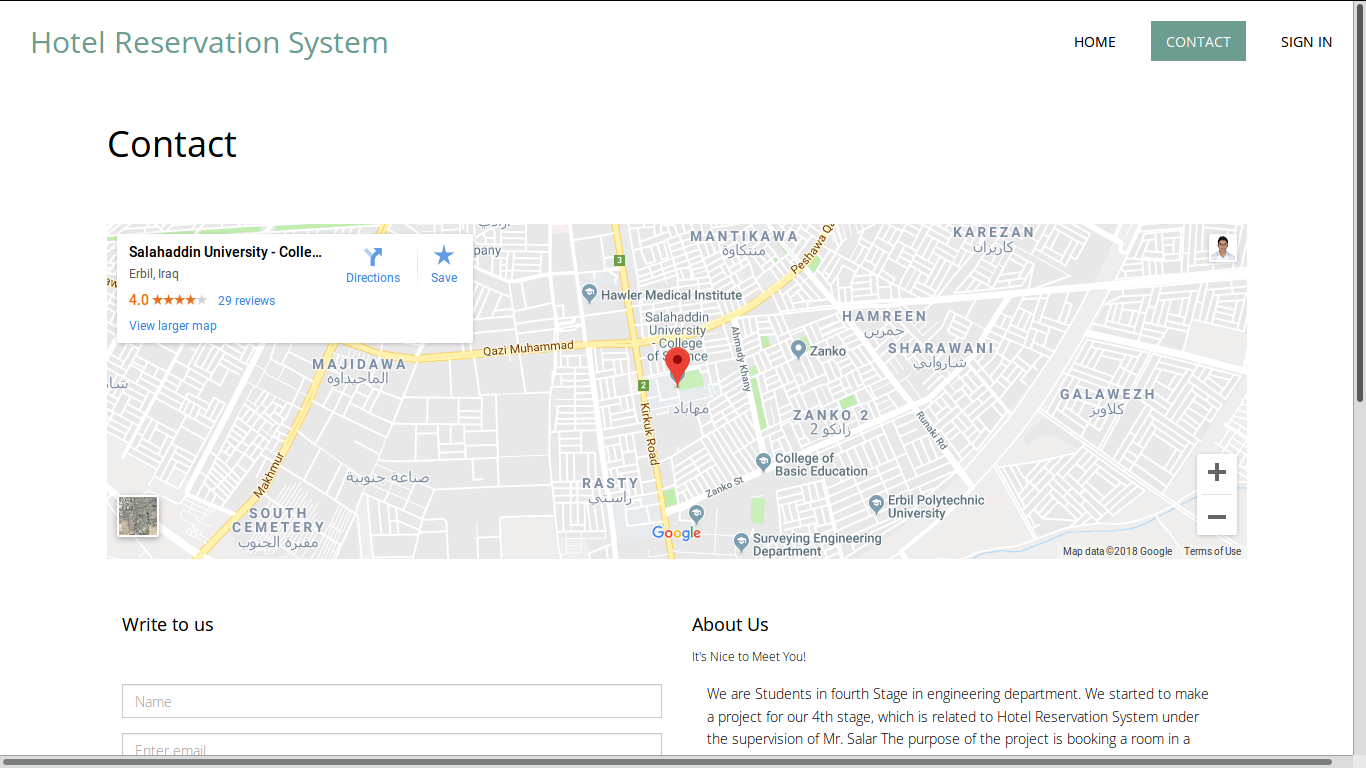 Hotel Reservation System
HOME
CONTACT
SIGN IN
Contact
Salahaddin University - Colle...
Erbil, Iraq
4.0
29 reviews
View larger map
Directions
Save
pany
MANTIKAWA
منتكاوة
KAREZAN
كاريزان
Peshawa Qa
3
Hawler Medical Institute
Salahaddin
University
- College
of Science
HAMREEN
حمرين
Ahmady Khany
Zanko
SHARAWANI
شارواني
Qazi Muhammad
MAJIDAWA
الماجيداوه
2
مهاباد
GALAWEZH
كلاويز
ZANKO 2
زانكو 2
Kirkuk Road
Runaki Rd
Makhmur
صناعة جنوبية
College of
Basic Education
RASTY
راستي
Zanko St
Erbil Polytechnic
University
SOUTH
CEMETERY
مقبرة الجنوب
Google
Surveying Engineering
Department
Map data ©2018 Google
Terms of Use
Write to us
Name
Enter email
About Us
It's Nice to Meet You!
We are Students in fourth Stage in engineering department. We started to make
a project for our 4th stage, which is related to Hotel Reservation System under
the supervision of Mr. Salar The purpose of the project is booking a room in a